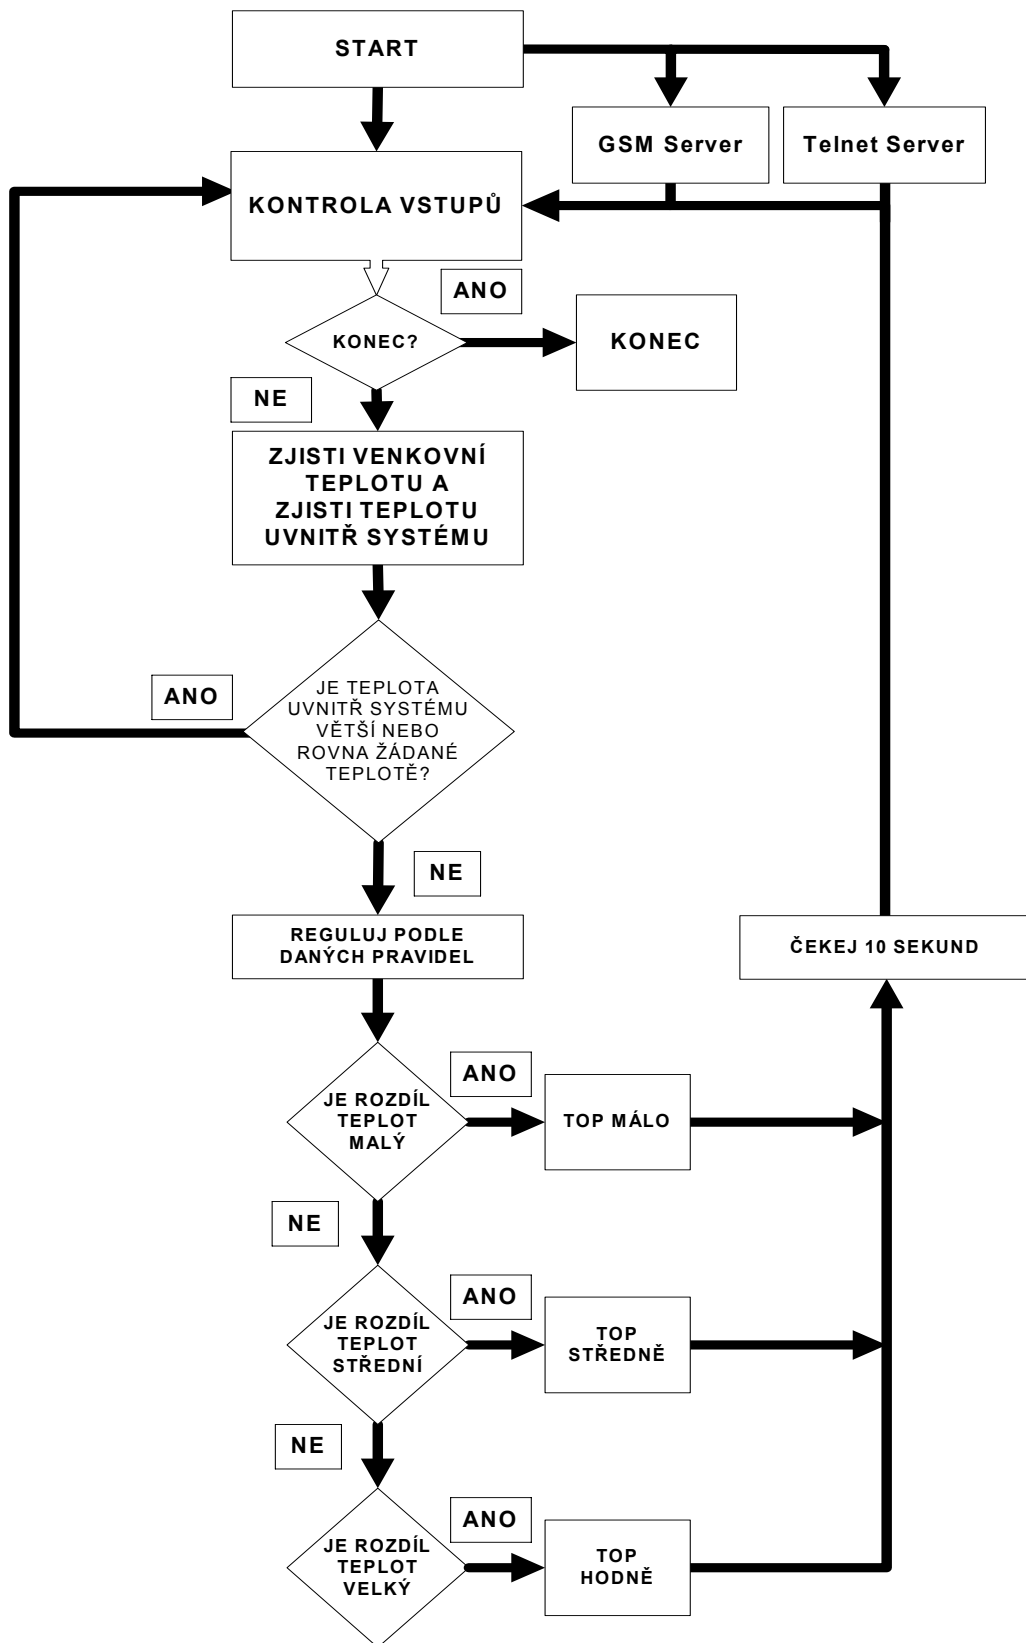 START
GSM Server
Telnet Server
KONTROLA VSTUPŮ
ANO
KONEC?
KONEC
NE
ZJISTI VENKOVNÍ
TEPLOTU A
ZJISTI TEPLOTU
UVNITŘ SYSTÉMU
ANO
JE TEPLOTA
UVNITŘ SYSTÉMU
VĚTŠÍ NEBO
ROVNA ŽÁDANÉ
TEPLOTĚ?
NE
REGULUJ PODLE
DANÝCH PRAVIDEL
ČEKEJ 10 SEKUND
ANO
JE ROZDÍL
TEPLOT
MALÝ
TOP MÁLO
NE
ANO
JE ROZDÍL
TEPLOT
STŘEDNÍ
TOP
STŘEDNĚ
NE
ANO
JE ROZDÍL
TEPLOT
VELKÝ
TOP
HODNĚ